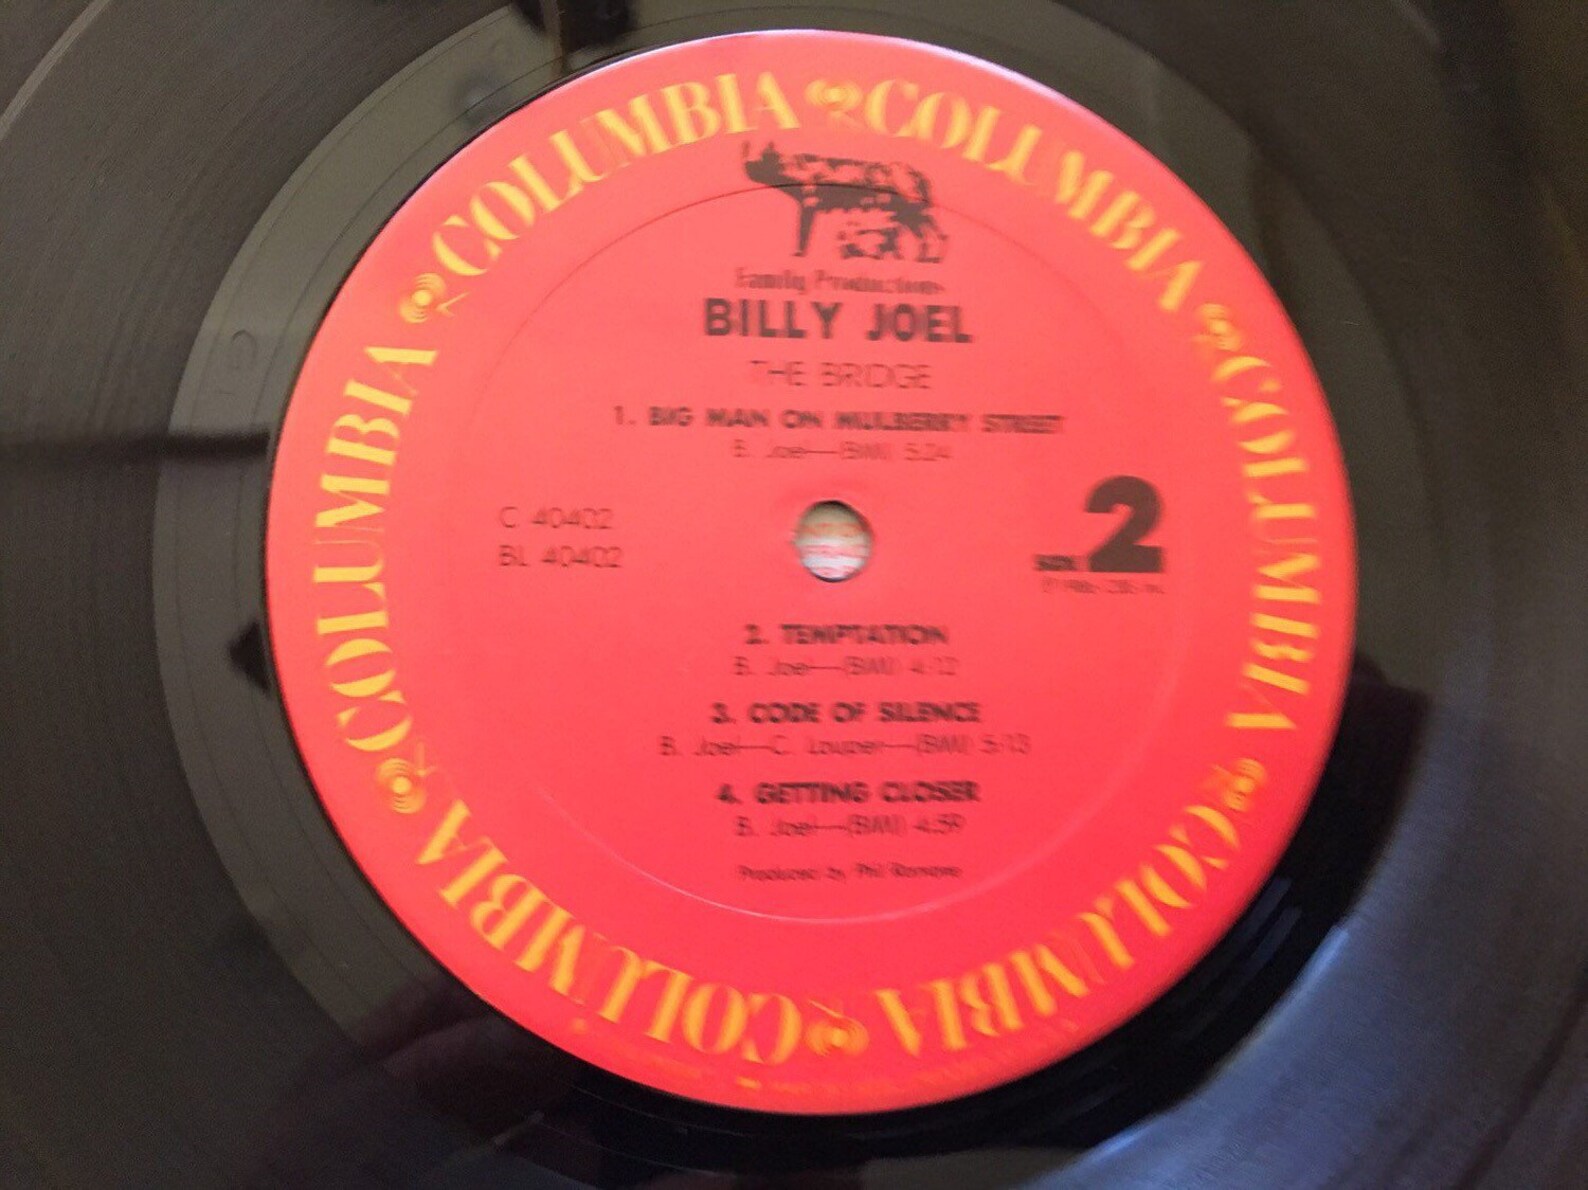 COLUMBIA COLUMBIA COLUMBIA COLUMBIA COLUMBIA COLUMBIA COLUMBIA
Family Productions
BILLY JOEL
THE BRIDGE
1. BIG MAN ON MULBERRY STREET
B. Joel—(BMI) 5:24
C 40402
BL 40402
SIDE 2
2. TEMPTATION
B. Joel—(BMI) 4:12
3. CODE OF SILENCE
B. Joel—C. Lauper—(BMI) 5:13
4. GETTING CLOSER
B. Joel—(BMI) 4:59
Produced by Phil Ramone